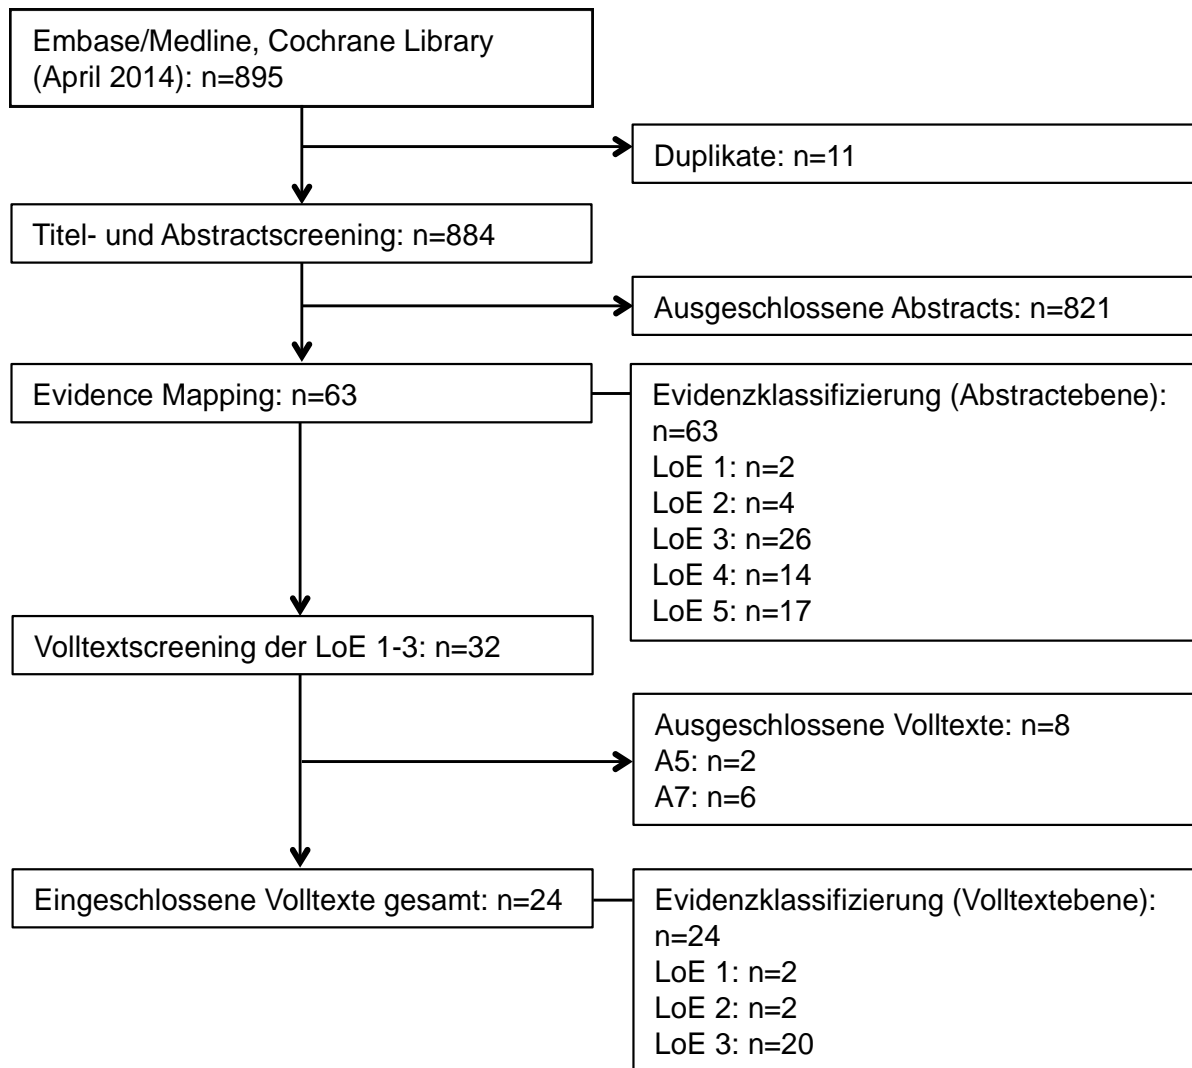 Embase/Medline, Cochrane Library
(April 2014): n=895
Duplikate: n=11
Titel- und Abstractscreening: n=884
Ausgeschlossene Abstracts: n=821
Evidence Mapping: n=63
Evidenzklassifizierung (Abstractebene):
n=63
LoE 1: n=2
LoE 2: n=4
LoE 3: n=26
LoE 4: n=14
LoE 5: n=17
Volltextscreening der LoE 1-3: n=32
Ausgeschlossene Volltexte: n=8
A5: n=2
A7: n=6
Eingeschlossene Volltexte gesamt: n=24
Evidenzklassifizierung (Volltextebene):
n=24
LoE 1: n=2
LoE 2: n=2
LoE 3: n=20